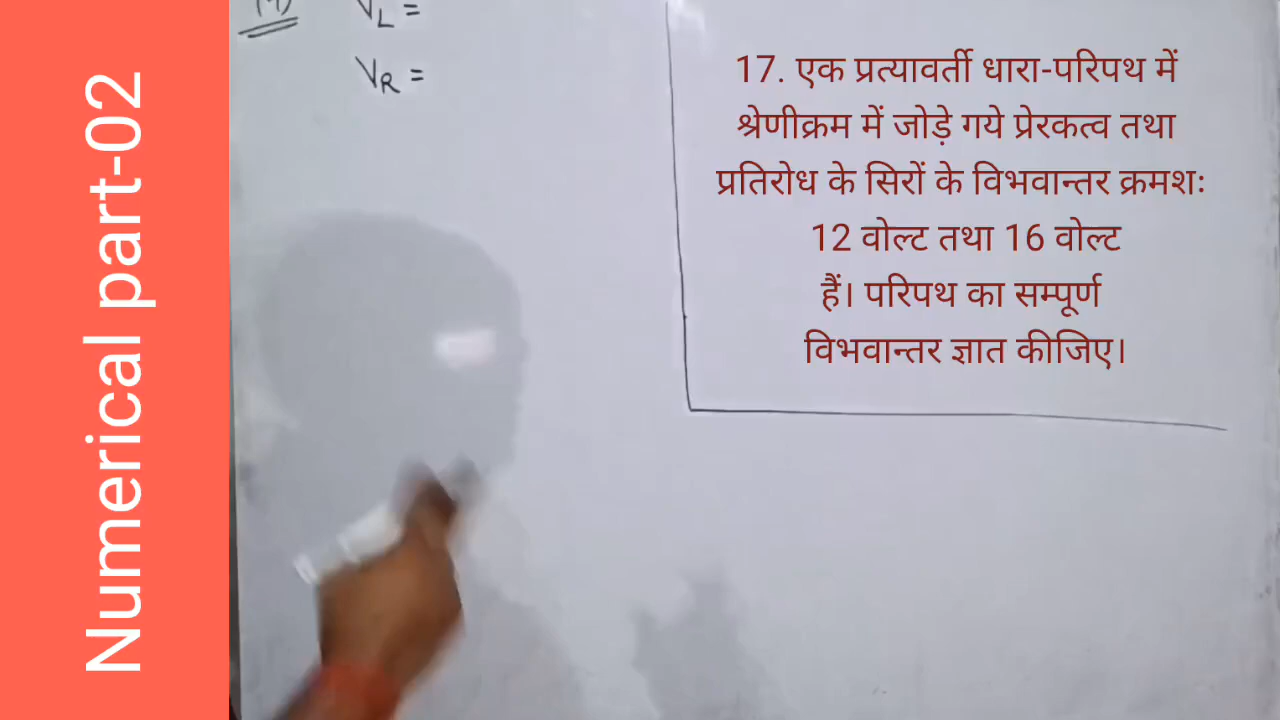 Numerical part-02
V_L =
V_R =
17. एक प्रत्यावर्ती धारा-परिपथ में
श्रेणीक्रम में जोड़े गये प्रेरकत्व तथा
प्रतिरोध के सिरों के विभवान्तर क्रमशः
12 वोल्ट तथा 16 वोल्ट
हैं। परिपथ का सम्पूर्ण
विभवान्तर ज्ञात कीजिए।